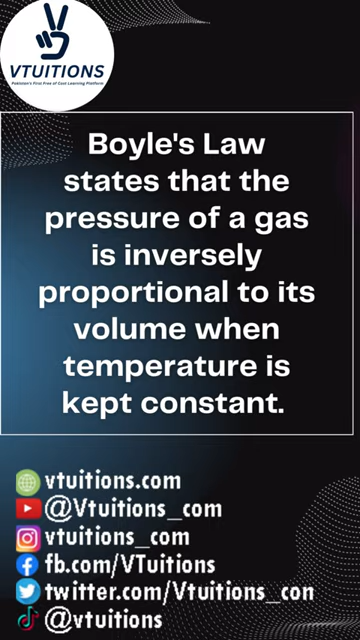 VTUITIONS
Pakistan's First Free of Cost Learning Platform
Boyle's Law
states that the
pressure of a gas
is inversely
proportional to its
volume when
temperature is
kept constant.
vtuitions.com
@Vtuitions_com
vtuitions_com
fb.com/VTuitions
twitter.com/Vtuitions_con
@vtuitions